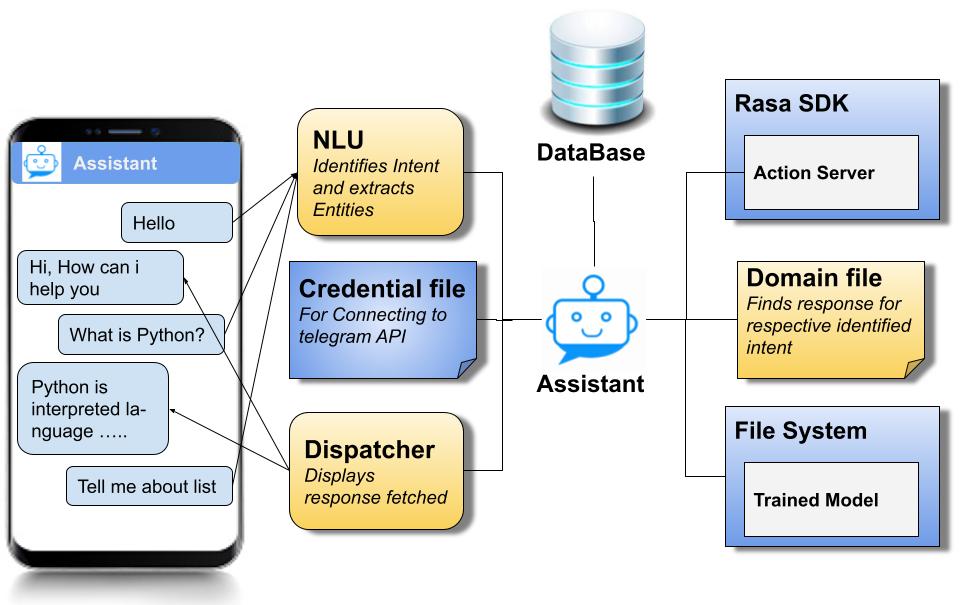 Assistant
Hello
Hi, How can i
help you
What is Python?
Python is
interpreted la-
nguage …..
Tell me about list
NLU
Identifies Intent
and extracts
Entities
Credential file
For Connecting to
telegram API
Dispatcher
Displays
response fetched
DataBase
Assistant
Rasa SDK
Action Server
Domain file
Finds response for
respective identified
intent
File System
Trained Model